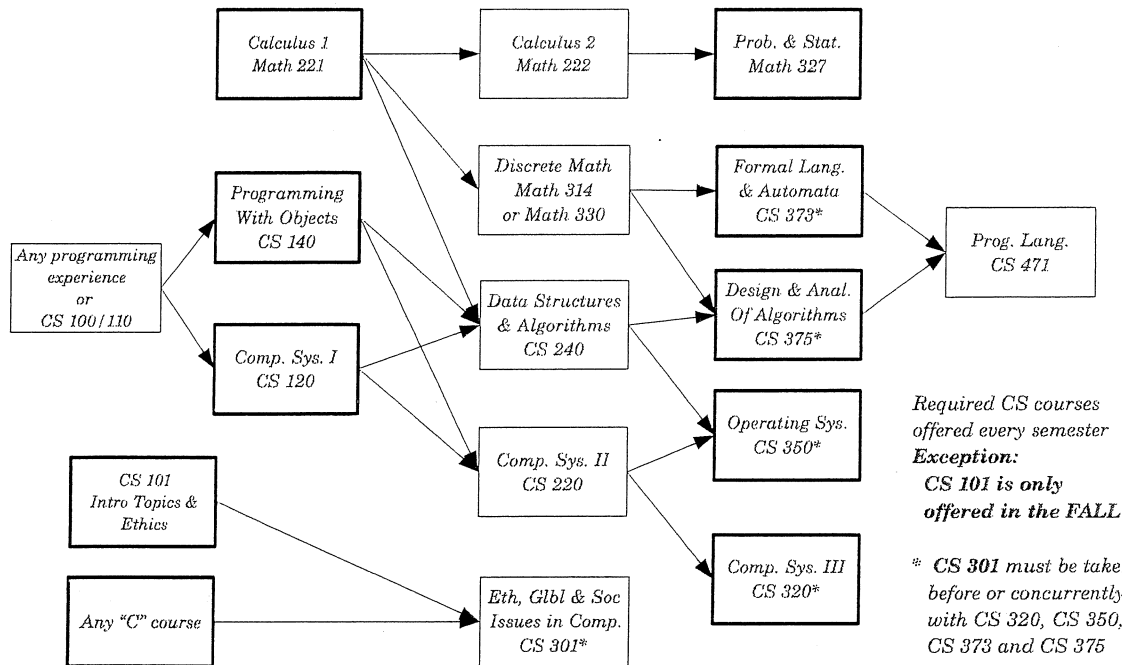 Calculus 1
Math 221
Calculus 2
Math 222
Prob. & Stat.
Math 327
Discrete Math
Math 314
or Math 330
Formal Lang.
& Automata
CS 373*
Programming
With Objects
CS 140
Any programming
experience
or
CS 100/110
Prog. Lang.
CS 471
Data Structures
& Algorithms
CS 240
Design & Anal.
Of Algorithms
CS 375*
Comp. Sys. I
CS 120
Operating Sys.
CS 350*
Comp. Sys. II
CS 220
CS 101
Intro Topics &
Ethics
Comp. Sys. III
CS 320*
Any "C" course
Eth, Glbl & Soc
Issues in Comp.
CS 301*
Required CS courses
offered every semester
Exception:
CS 101 is only
offered in the FALL
* CS 301 must be take
before or concurrently
with CS 320, CS 350,
CS 373 and CS 375